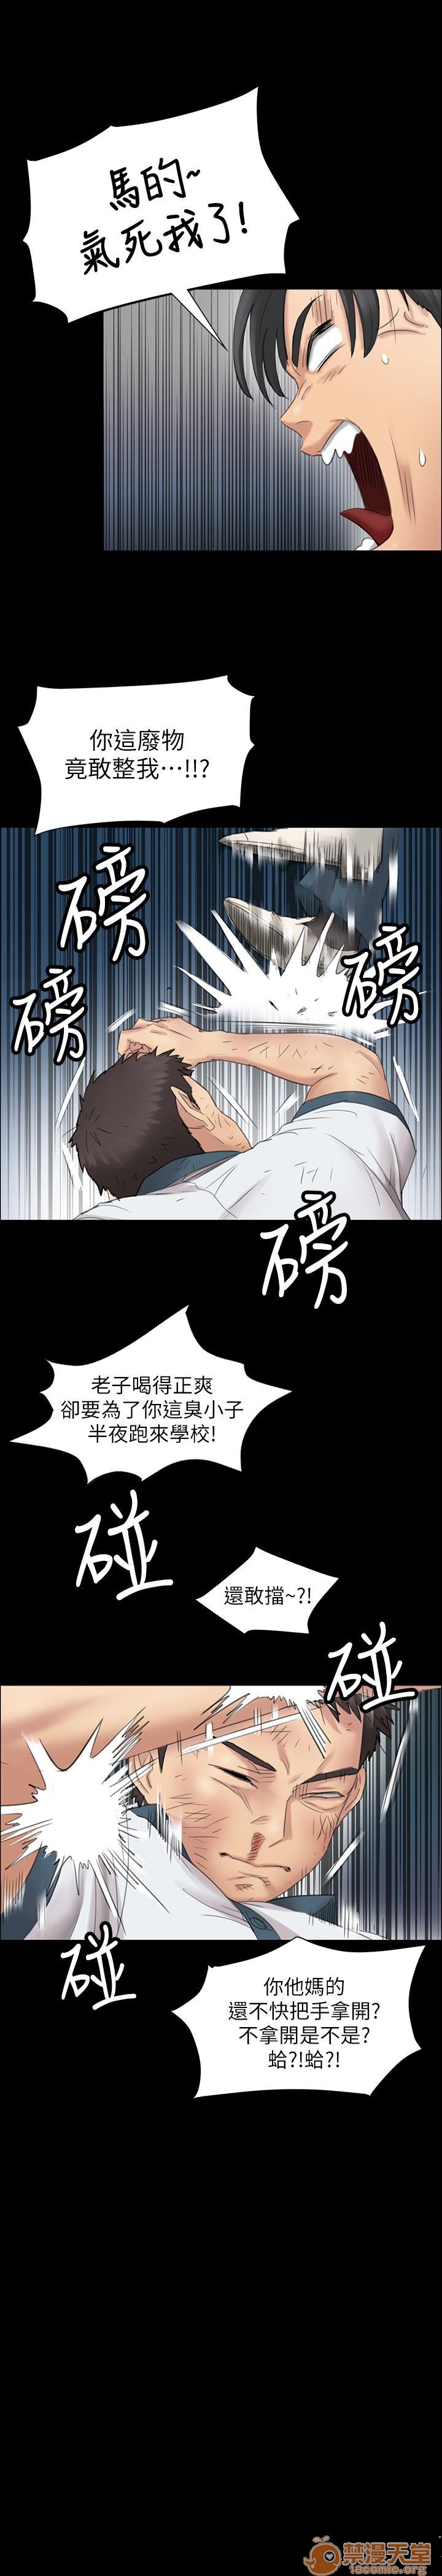 馬的~
氣死我了!
你這廢物
竟敢整我…!!?
磅
磅
磅
磅
老子喝得正爽
卻要為了你這臭小子
半夜跑來學校!
碰
還敢擋~?!
碰
碰
你他媽的
還不快把手拿開?
不拿開是不是?
蛤?!蛤?!
禁漫天堂
18comic.org